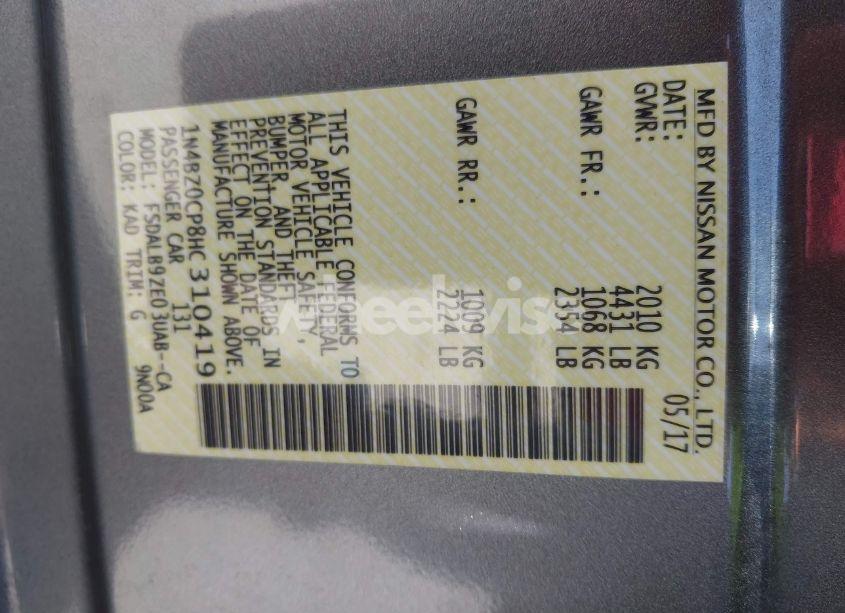 MFD BY NISSAN MOTOR CO., LTD.
DATE: 05/17
GVWR: 2010 KG
4431 LB
GAWR FR.: 1068 KG
2354 LB
GAWR RR.: 1009 KG
2224 LB
THIS VEHICLE CONFORMS TO
ALL APPLICABLE FEDERAL
MOTOR VEHICLE SAFETY,
BUMPER, AND THEFT
PREVENTION STANDARDS IN
EFFECT ON THE DATE OF
MANUFACTURE SHOWN ABOVE.
1N4BZ0CP8HC310419
PASSENGER CAR 131
MODEL: FSDALB9ZE03UAB--CA
COLOR: KAD TRIM: G 9N00A
wheelwise